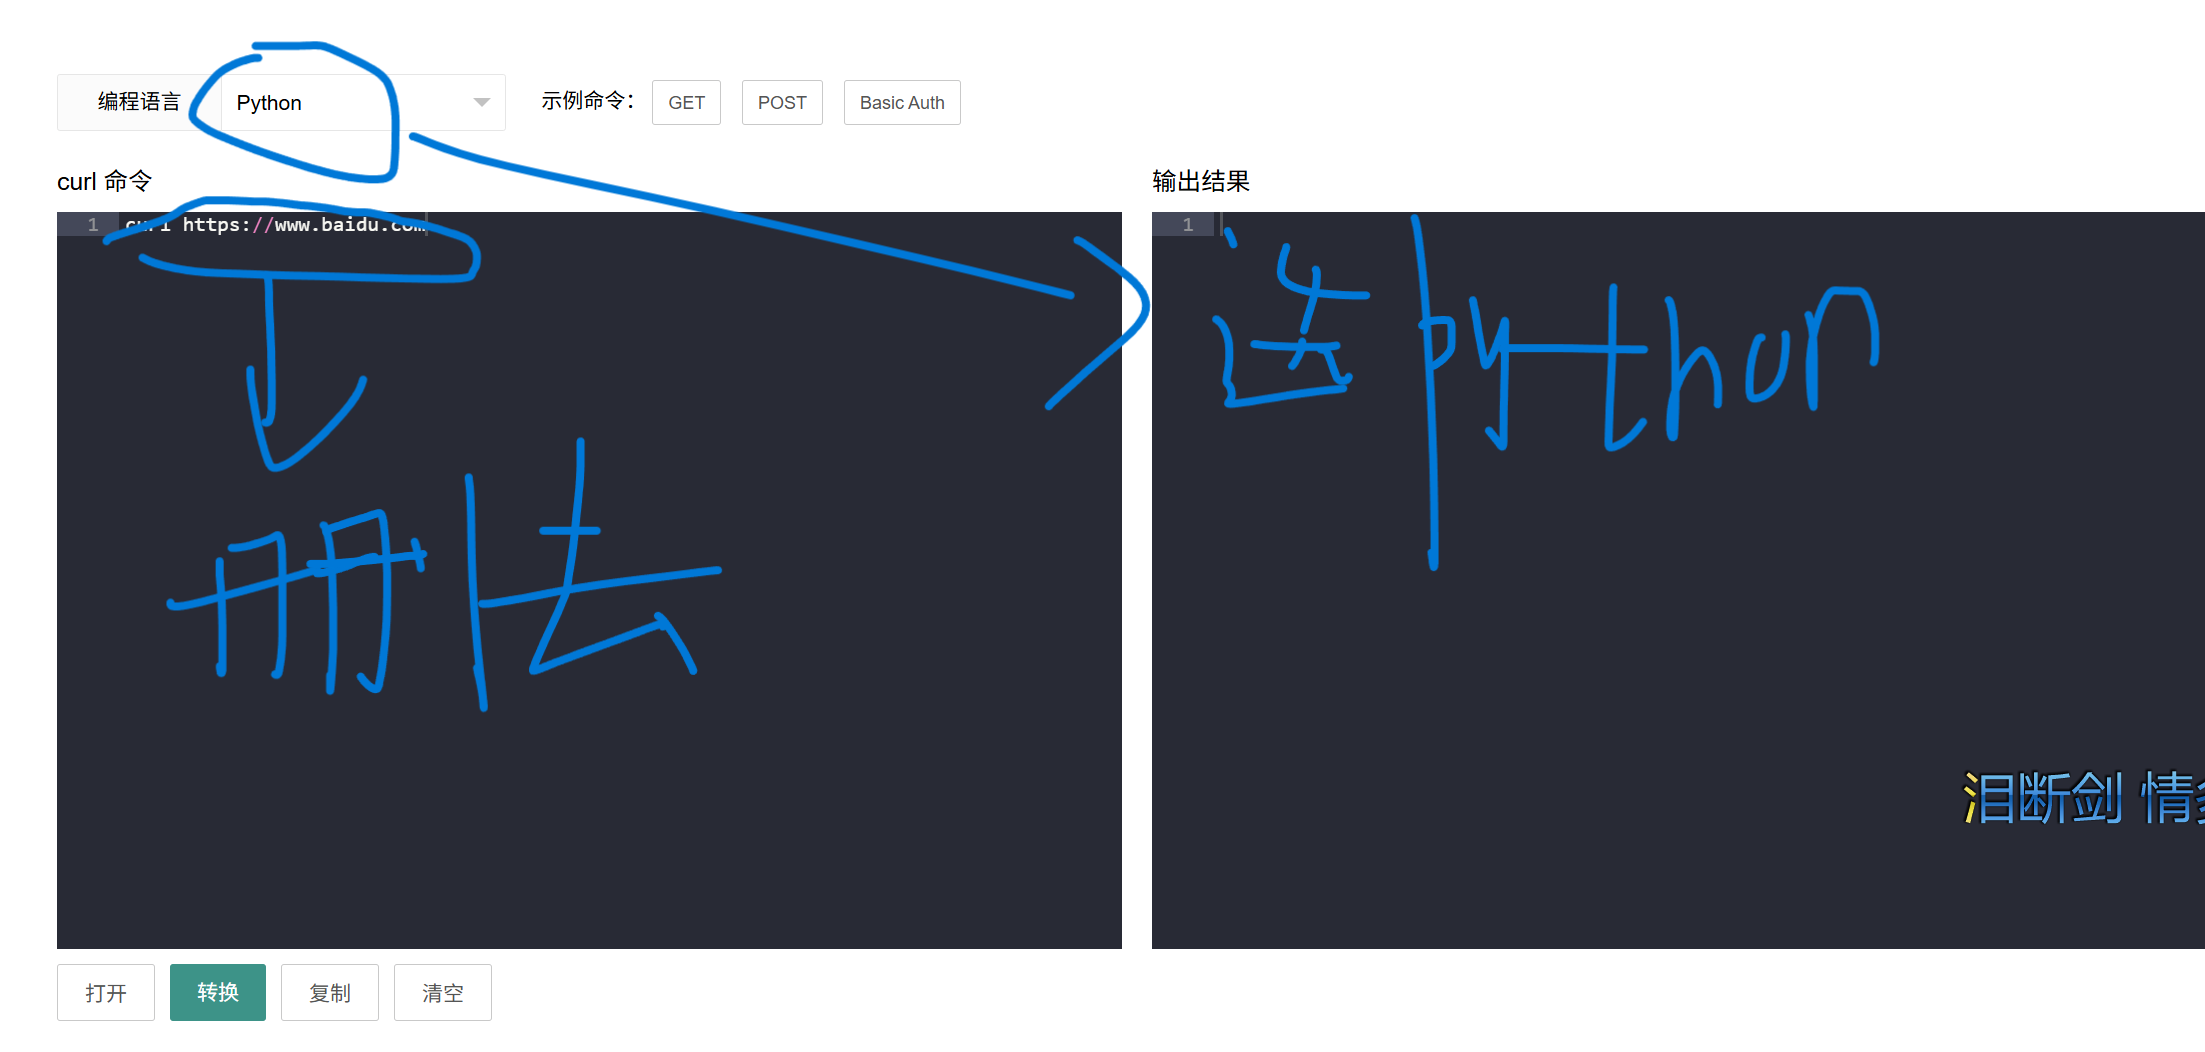 编程语言 Python 示例命令： GET POST Basic Auth
curl 命令 输出结果
1 curl https://www.baidu.com 1
选python
删去
泪断剑 情
打开 转换 复制 清空